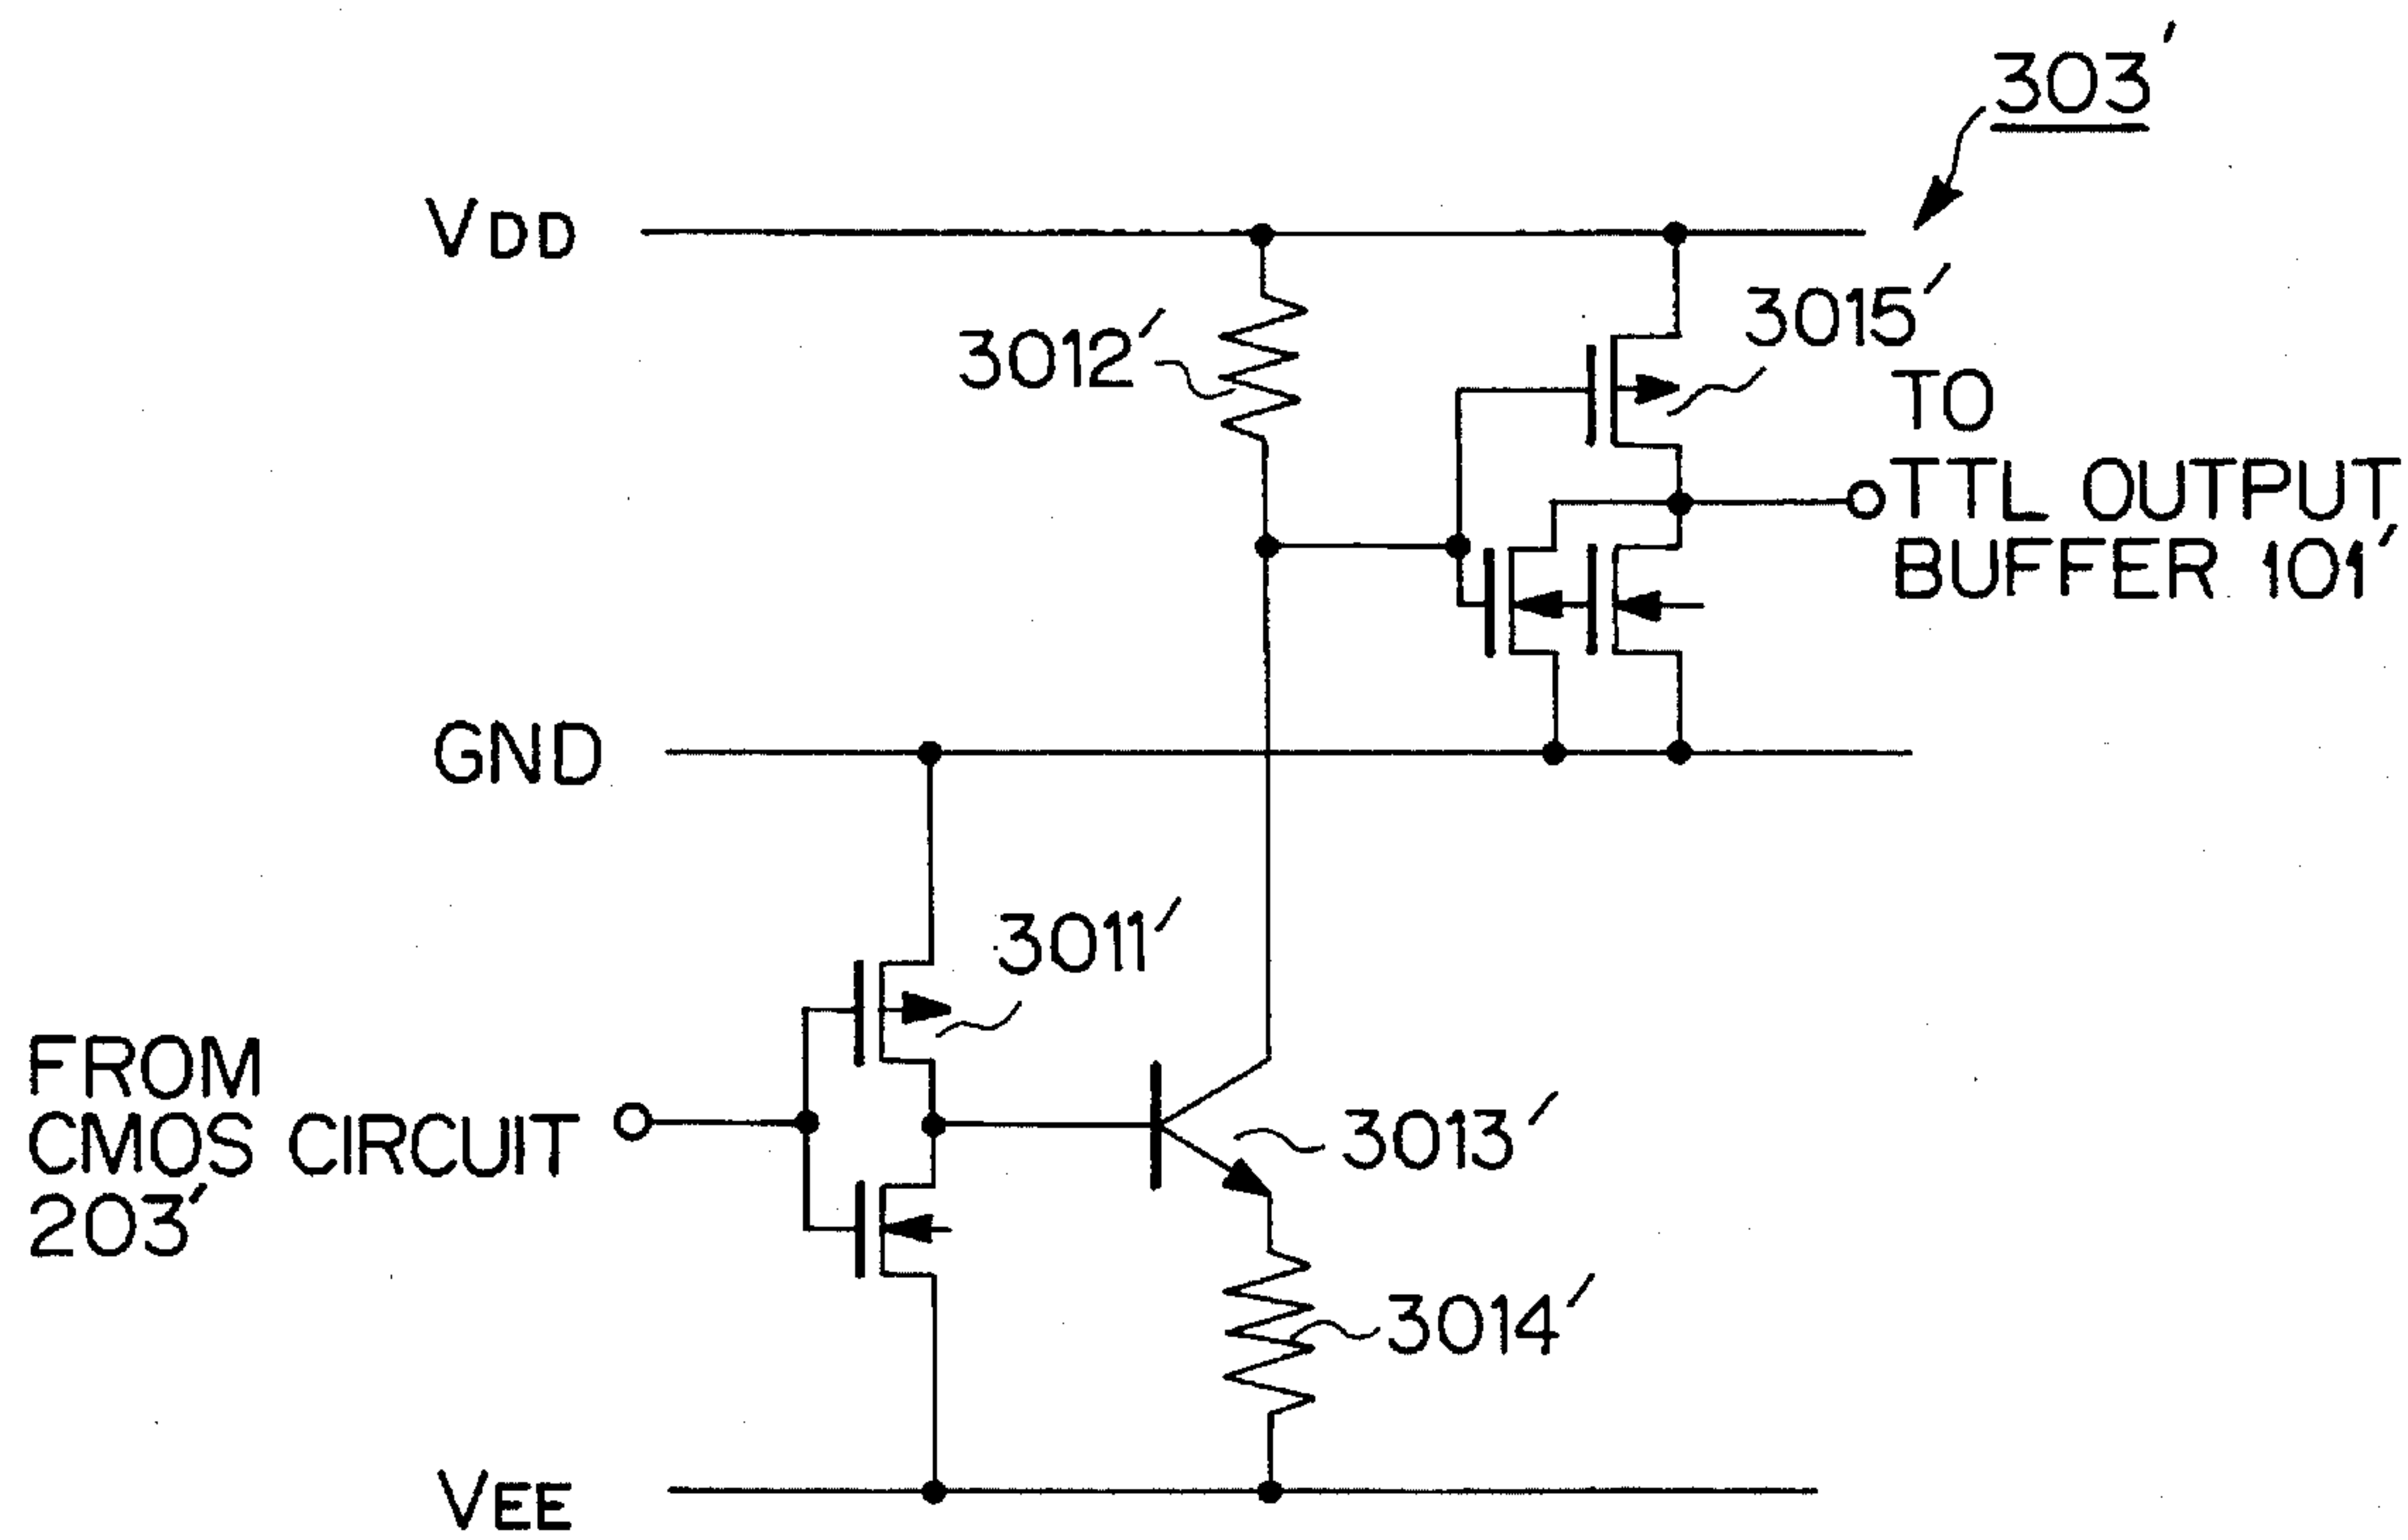 303'
VDD
3012'
3015'
TO
TTL OUTPUT
BUFFER 101'
GND
3011'
FROM
CMOS CIRCUIT
203'
3013'
3014'
VEE